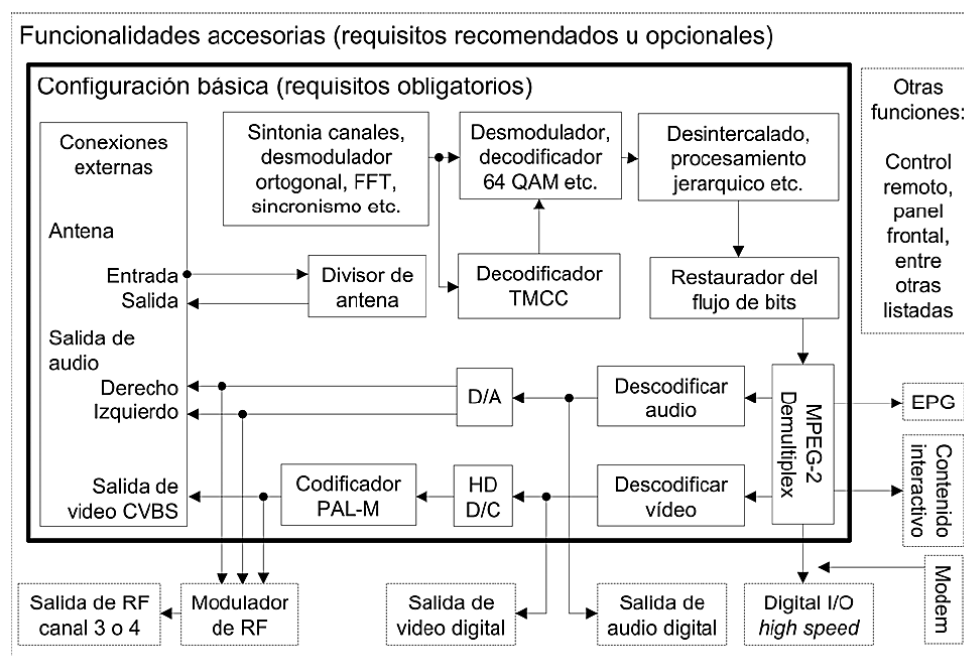 Funcionalidades accesorias (requisitos recomendados u opcionales)
Configuración básica (requisitos obligatorios)
Conexiones
externas
Antena
Entrada
Salida
Salida de
audio
Derecho
Izquierdo
Salida de
video CVBS
Sintonia canales,
desmodulador
ortogonal, FFT,
sincronismo etc.
Desmodulador,
decodificador
64 QAM etc.
Desintercalado,
procesamiento
jerarquico etc.
Otras
funciones:
Control
remoto,
panel
frontal,
entre
otras
listadas
Divisor de
antena
Decodificador
TMCC
Restaurador del
flujo de bits
D/A
Descodificar
audio
MPEG-2
Demultiplex
EPG
Codificador
PAL-M
HD
D/C
Descodificar
vídeo
Contenido
interactivo
Modem
Salida de RF
canal 3 o 4
Modulador
de RF
Salida de
video digital
Salida de
audio digital
Digital I/O
high speed